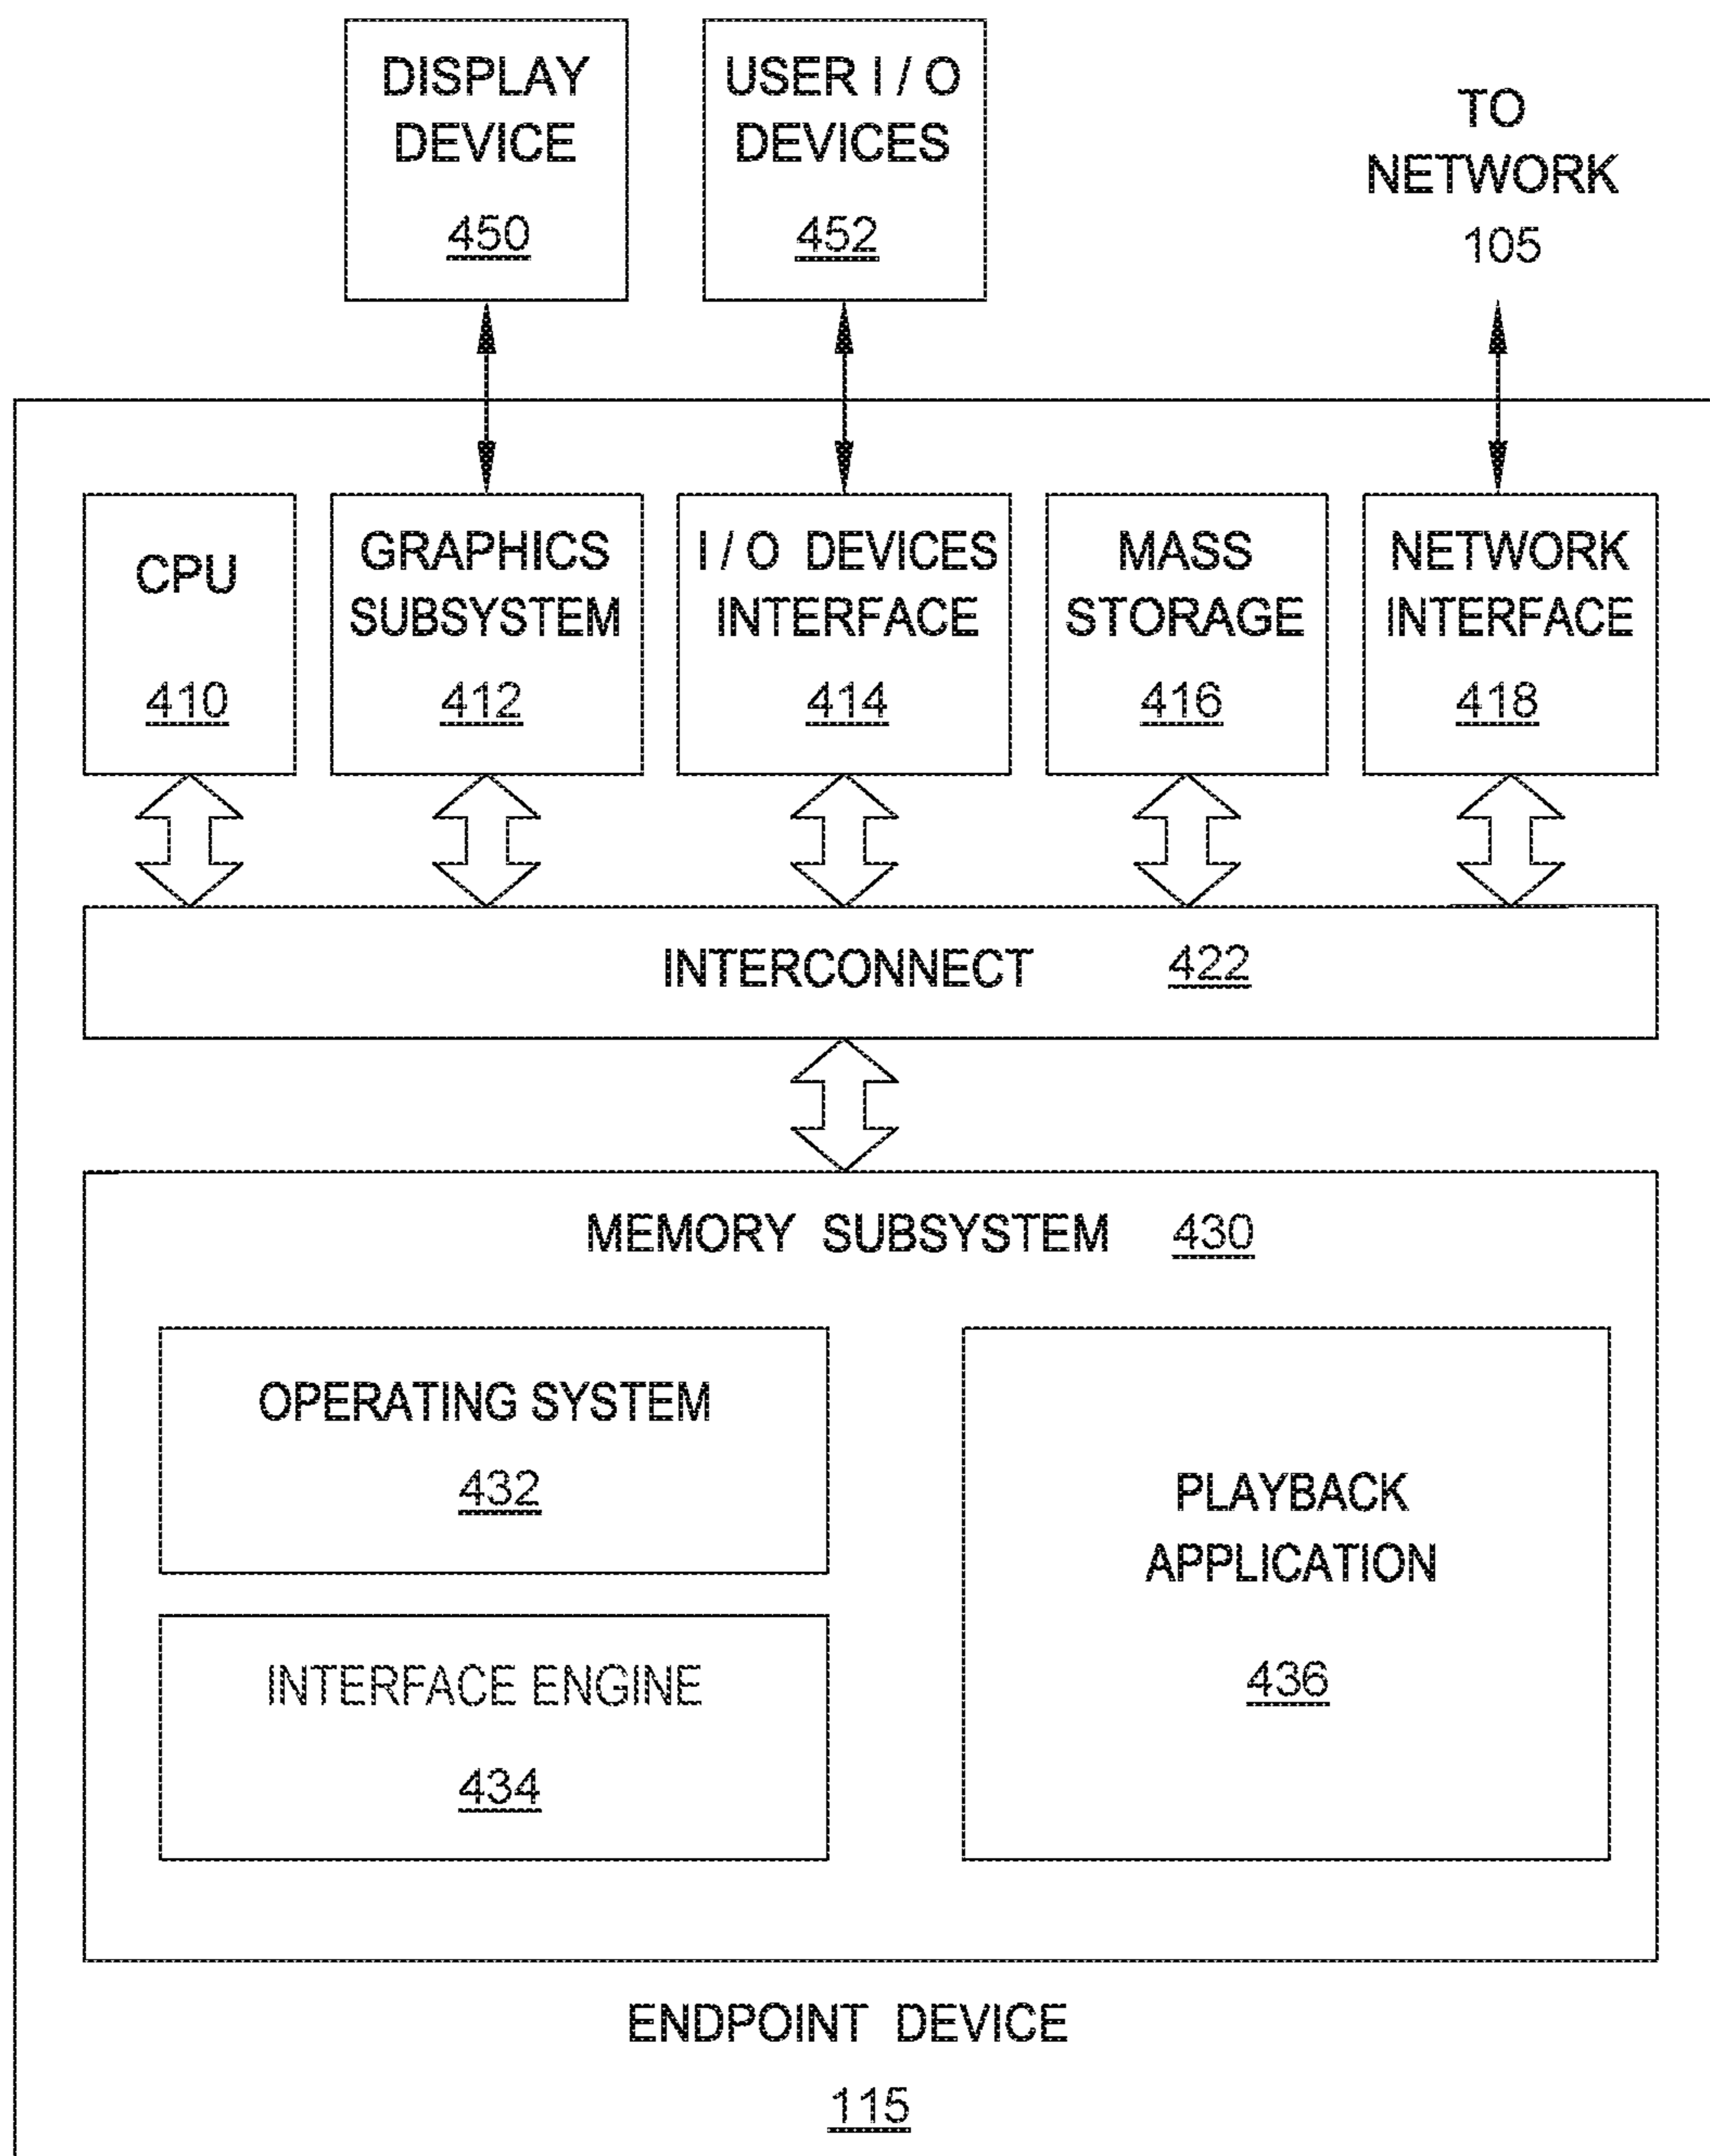 DISPLAY
DEVICE
450
USER I / O
DEVICES
452
TO
NETWORK
105
CPU
410
GRAPHICS
SUBSYSTEM
412
I / O DEVICES
INTERFACE
414
MASS
STORAGE
416
NETWORK
INTERFACE
418
INTERCONNECT 422
MEMORY SUBSYSTEM 430
OPERATING SYSTEM
432
INTERFACE ENGINE
434
PLAYBACK
APPLICATION
436
ENDPOINT DEVICE
115